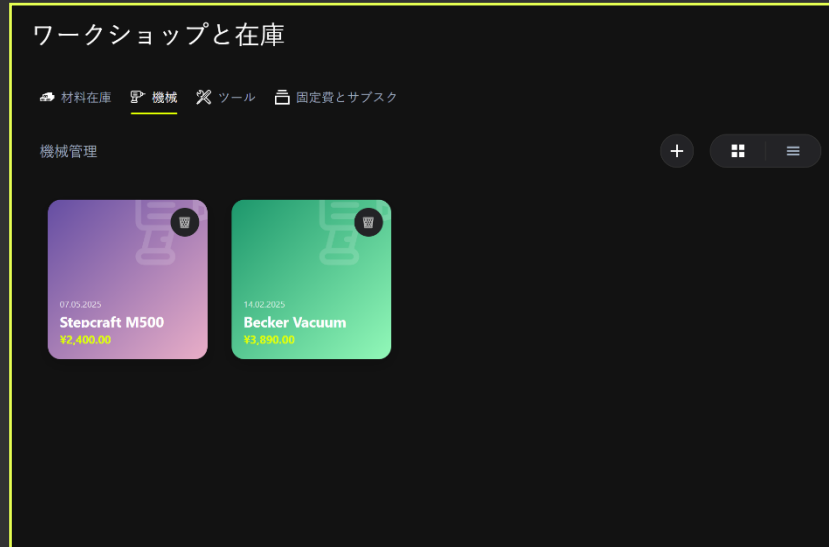 ワークショップと在庫
材料在庫 機械 ツール 固定費とサブスク
機械管理
07.05.2025
Stepcraft M500
¥2,400.00
14.02.2025
Becker Vacuum
¥3,890.00